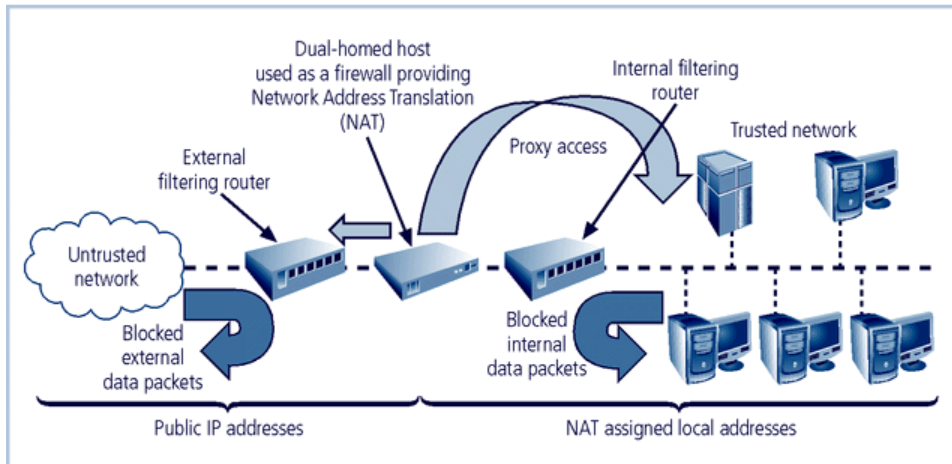 Dual-homed host
used as a firewall providing
Network Address Translation
(NAT)
Internal filtering
router
Proxy access
Trusted network
External
filtering router
Untrusted
network
Blocked
external
data packets
Blocked
internal
data packets
Public IP addresses
NAT assigned local addresses